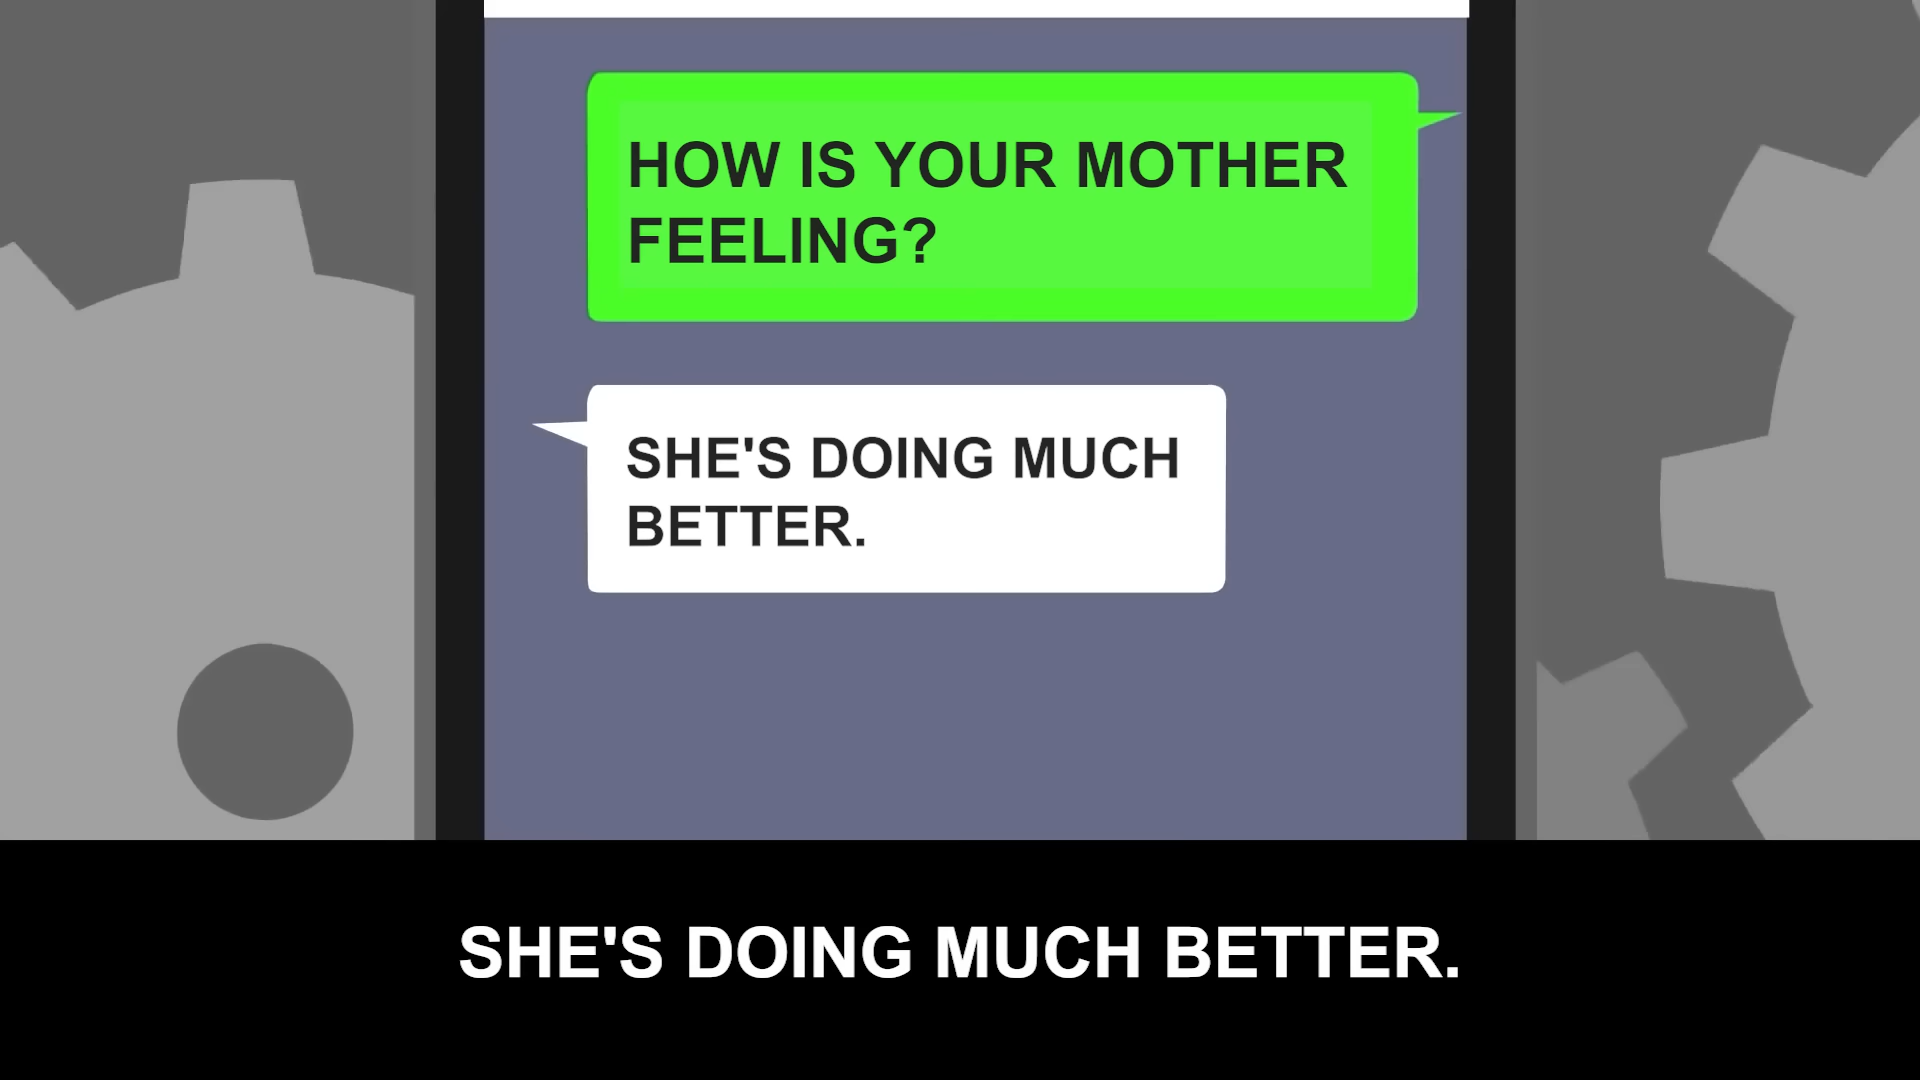 HOW IS YOUR MOTHER
FEELING?
SHE'S DOING MUCH
BETTER.
SHE'S DOING MUCH BETTER.